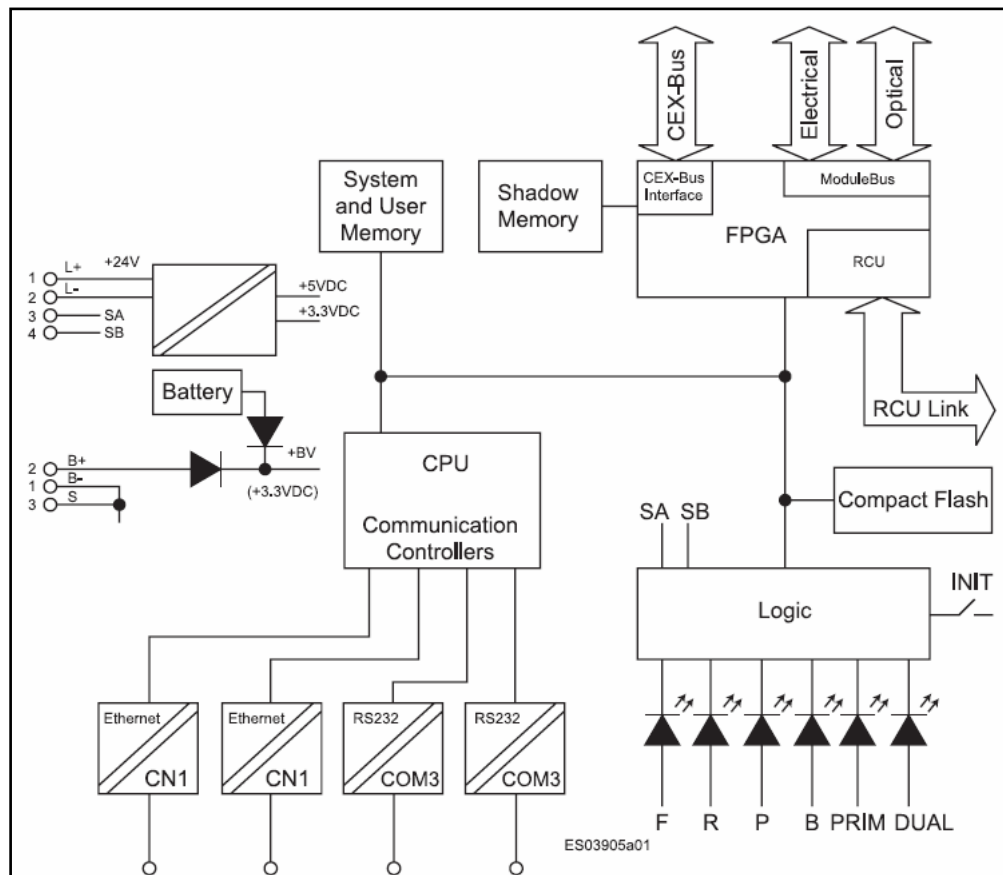 CEX-Bus
Electrical
Optical
System
and User
Memory
Shadow
Memory
CEX-Bus
Interface
ModuleBus
FPGA
RCU
1 L+ +24V
2 L-
3 SA
4 SB
+5VDC
+3.3VDC
Battery
RCU Link
2 B+
1 B-
3 S
+BV
(+3.3VDC)
CPU
Communication
Controllers
Compact Flash
SA SB
INIT
Logic
Ethernet
CN1
Ethernet
CN1
RS232
COM3
RS232
COM3
F R P B PRIM DUAL
ES03905a01